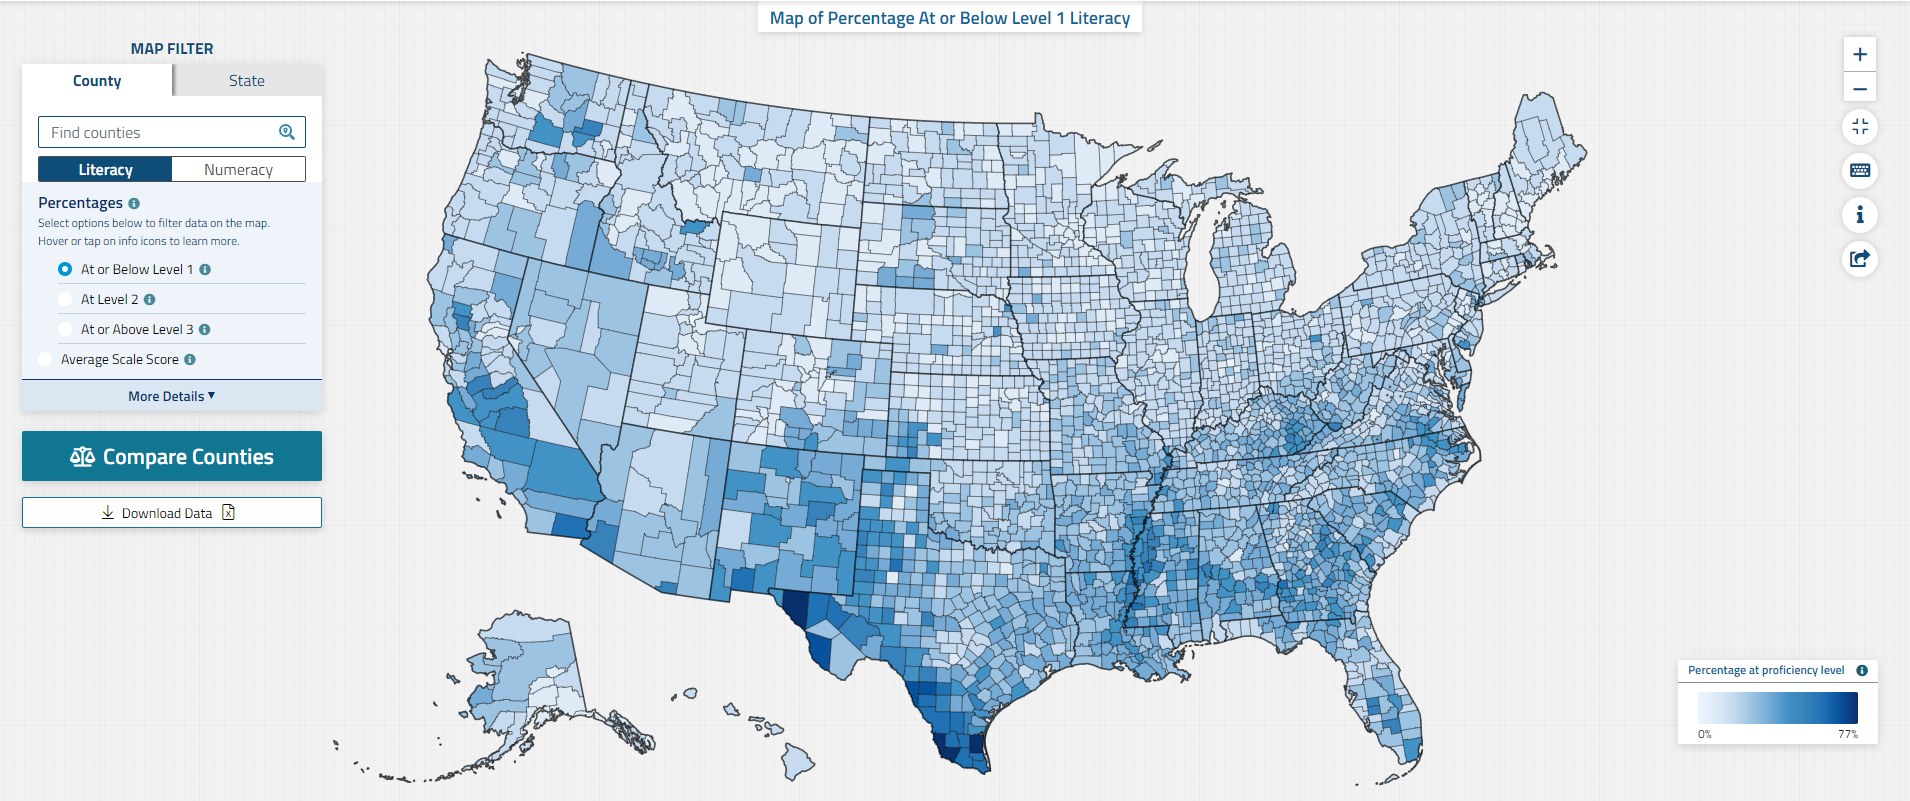 Map of Percentage At or Below Level 1 Literacy
MAP FILTER
County
State
Find counties
Literacy
Numeracy
Percentages
Select options below to filter data on the map.
Hover or tap on info icons to learn more.
At or Below Level 1
At Level 2
At or Above Level 3
Average Scale Score
More Details
Compare Counties
Download Data
Percentage at proficiency level
0%
77%